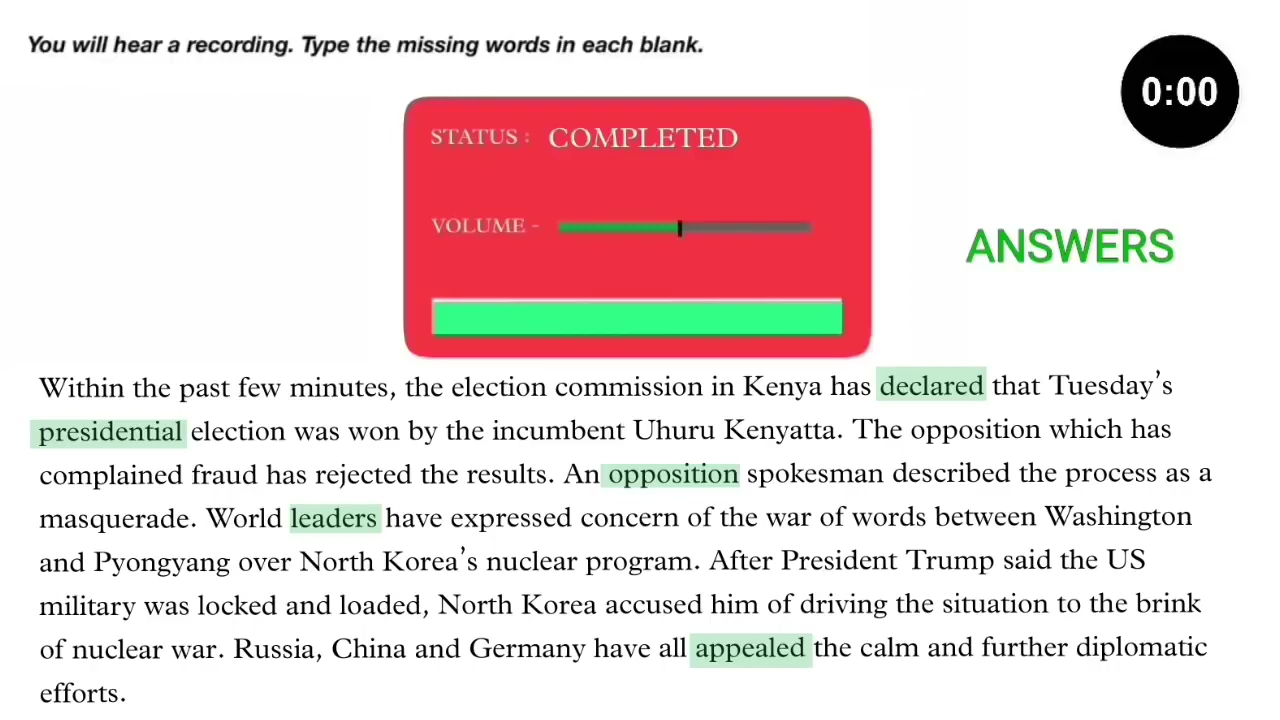 You will hear a recording. Type the missing words in each blank.
0:00
STATUS : COMPLETED
VOLUME -
ANSWERS
Within the past few minutes, the election commission in Kenya has declared that Tuesday's
presidential election was won by the incumbent Uhuru Kenyatta. The opposition which has
complained fraud has rejected the results. An opposition spokesman described the process as a
masquerade. World leaders have expressed concern of the war of words between Washington
and Pyongyang over North Korea's nuclear program. After President Trump said the US
military was locked and loaded, North Korea accused him of driving the situation to the brink
of nuclear war. Russia, China and Germany have all appealed the calm and further diplomatic
efforts.